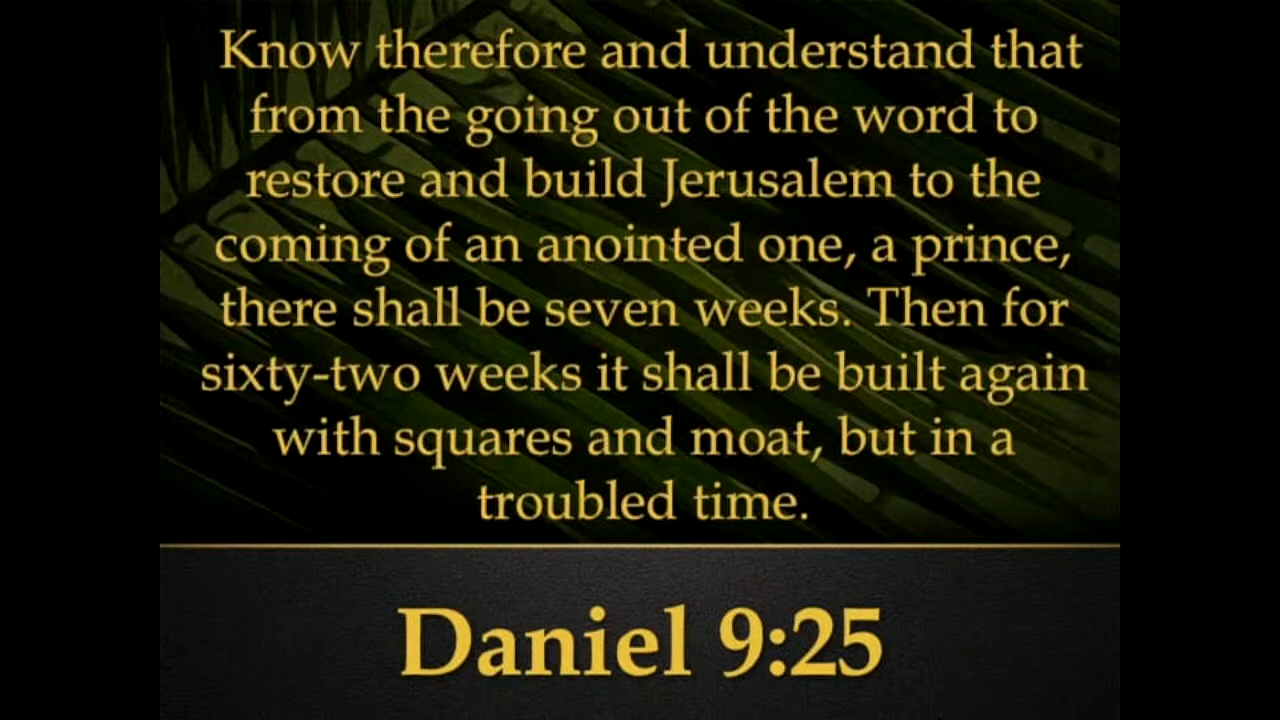 Know therefore and understand that
from the going out of the word to
restore and build Jerusalem to the
coming of an anointed one, a prince,
there shall be seven weeks. Then for
sixty-two weeks it shall be built again
with squares and moat, but in a
troubled time.
Daniel 9:25